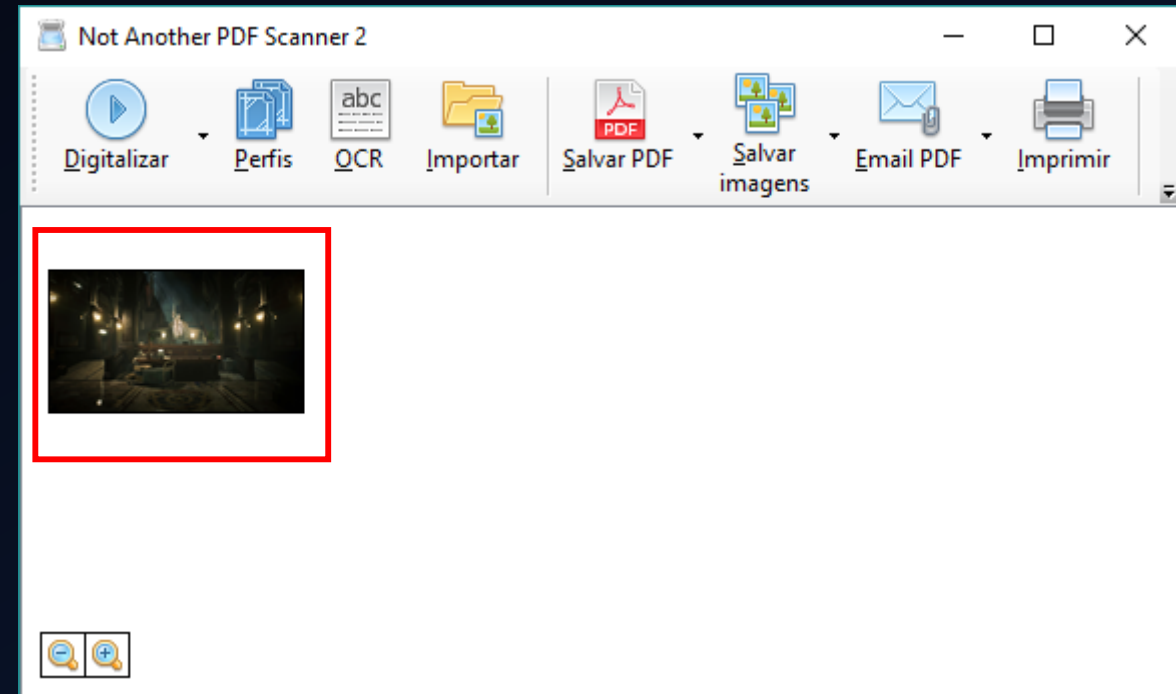 Not Another PDF Scanner 2
Digitalizar
Perfis
abc
OCR
Importar
PDF
Salvar PDF
Salvar
imagens
Email PDF
Imprimir